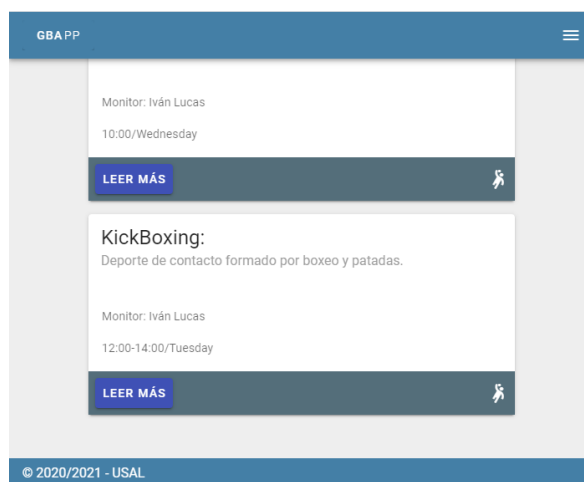 GBAPP
Monitor: Iván Lucas
10:00/Wednesday
LEER MÁS
KickBoxing:
Deporte de contacto formado por boxeo y patadas.
Monitor: Iván Lucas
12:00-14:00/Tuesday
LEER MÁS
© 2020/2021 - USAL